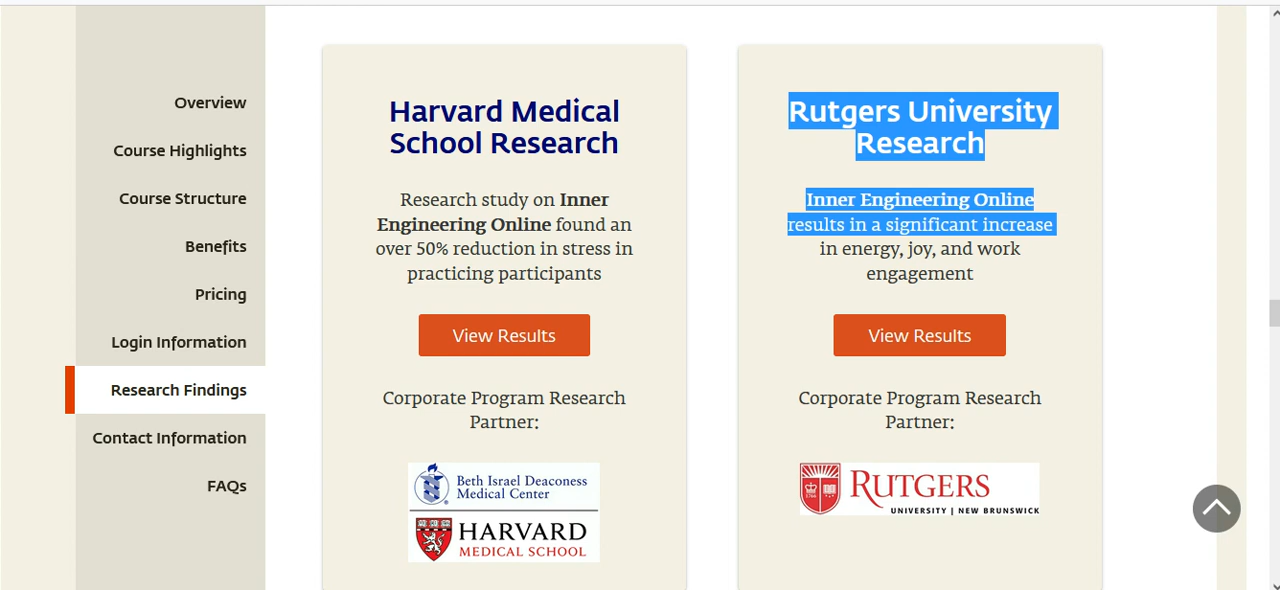 Overview
Course Highlights
Course Structure
Benefits
Pricing
Login Information
Research Findings
Contact Information
FAQs
Harvard Medical
School Research
Research study on Inner
Engineering Online found an
over 50% reduction in stress in
practicing participants
View Results
Corporate Program Research
Partner:
Beth Israel Deaconess
Medical Center
HARVARD
MEDICAL SCHOOL
Rutgers University
Research
Inner Engineering Online
results in a significant increase
in energy, joy, and work
engagement
View Results
Corporate Program Research
Partner:
RUTGERS
UNIVERSITY | NEW BRUNSWICK